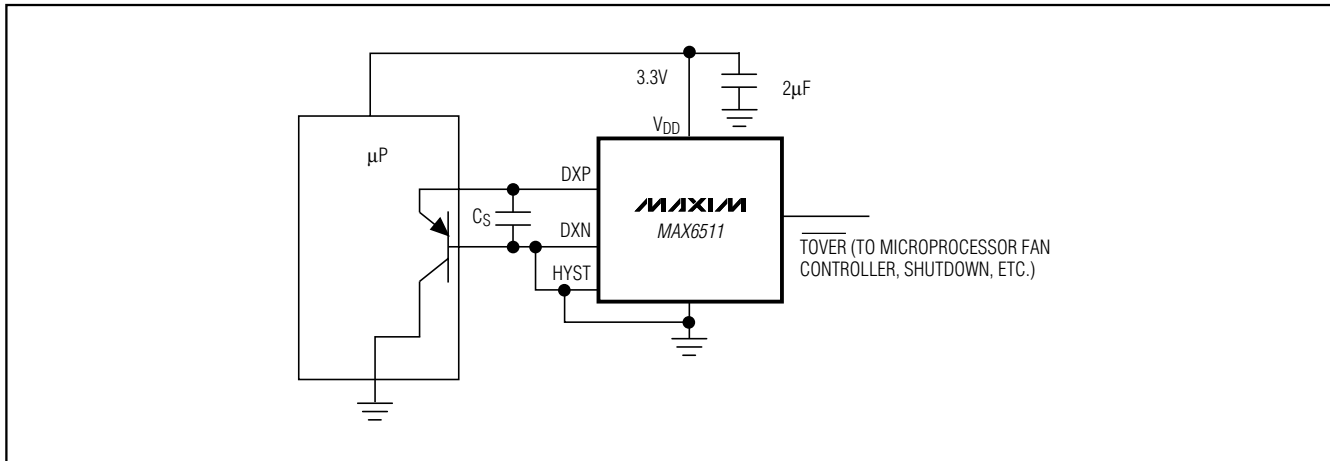 3.3V
2µF
VDD
µP
DXP
CS
DXN
HYST
MAXIM
MAX6511
TOVER (TO MICROPROCESSOR FAN
CONTROLLER, SHUTDOWN, ETC.)